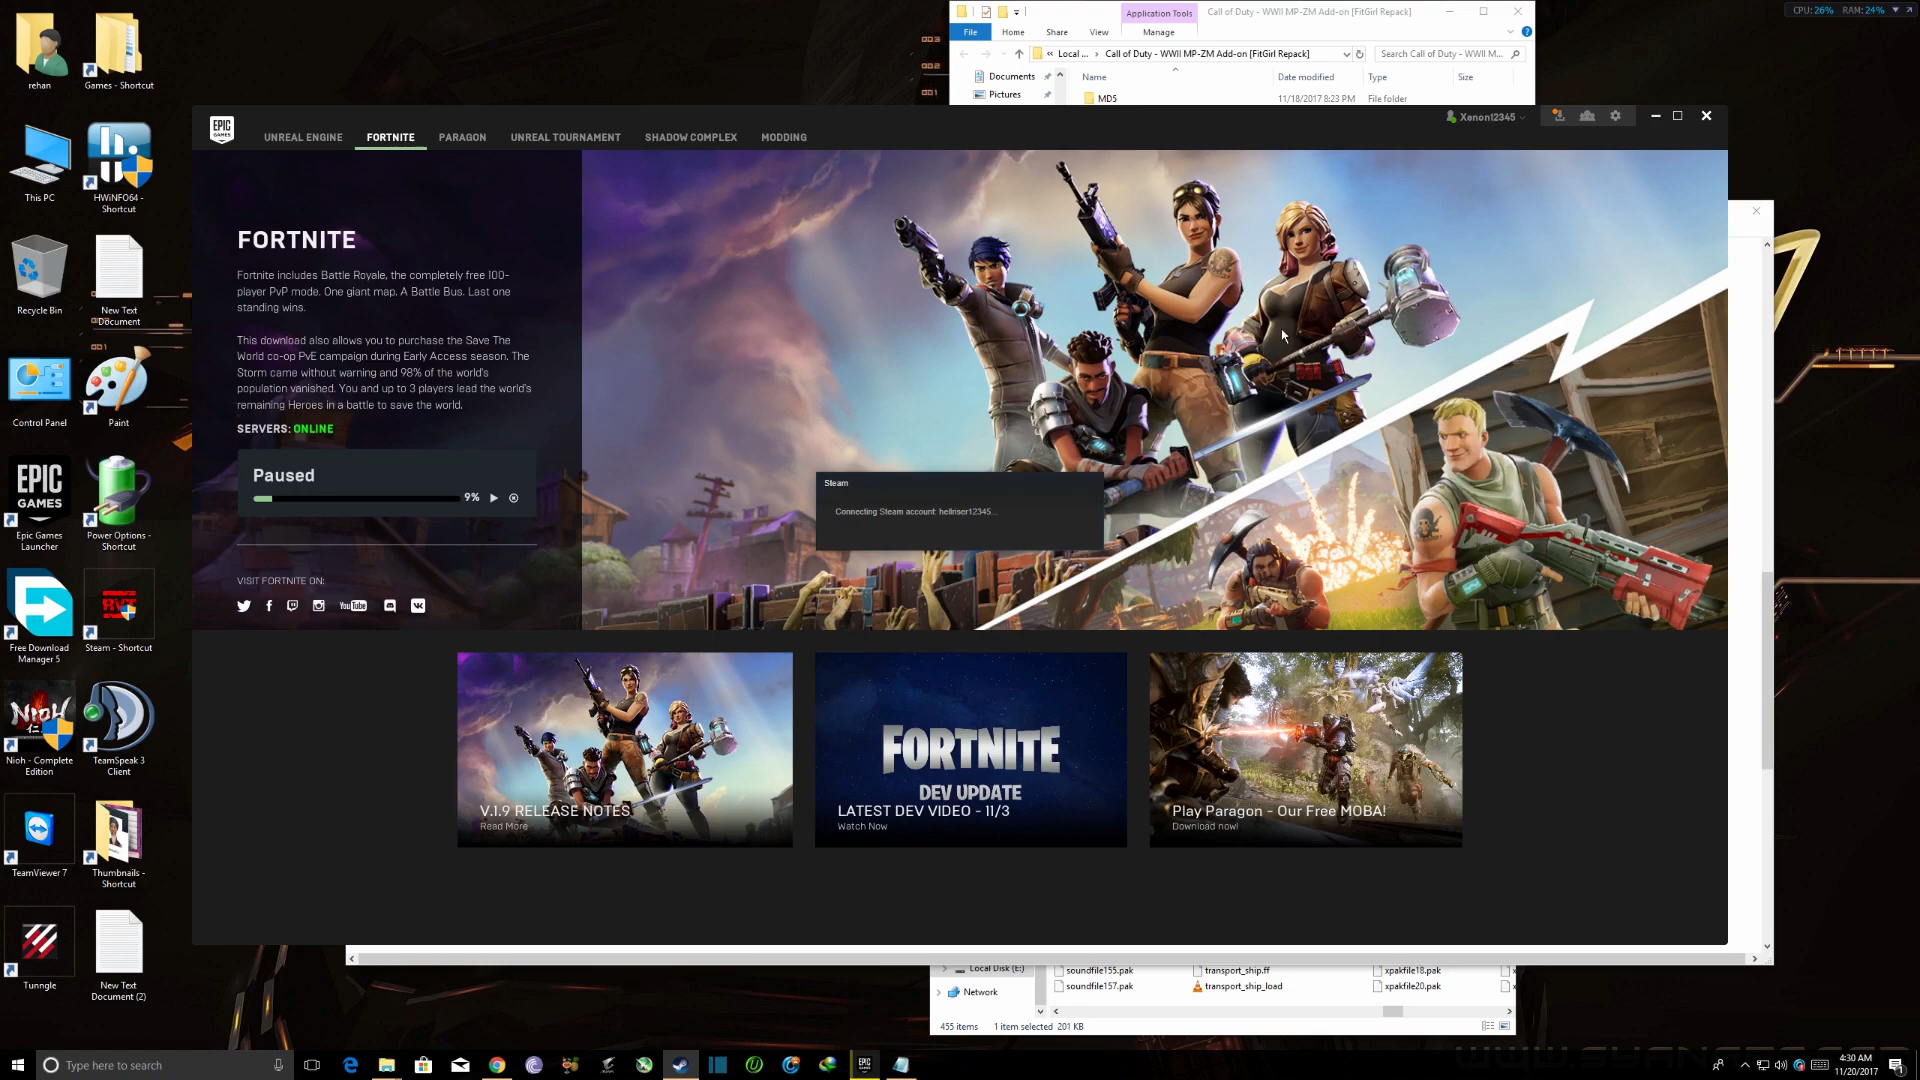 rehan
Games - Shortcut
This PC
HWiNFO64 -
Shortcut
Recycle Bin
New Text
Document
Control Panel
Paint
EPIC
GAMES
Epic Games
Launcher
Power Options -
Shortcut
Free Download
Manager 5
Steam - Shortcut
NIOH
Nioh - Complete
Edition
TeamSpeak 3
Client
TeamViewer 7
Thumbnails -
Shortcut
Tunngle
New Text
Document (2)
Application Tools
Call of Duty - WWII MP-ZM Add-on [FitGirl Repack]
File
Home
Share
View
Manage
« Local ... › Call of Duty - WWII MP-ZM Add-on [FitGirl Repack]
Search Call of Duty - WWII M...
Documents
Pictures
Name
Date modified
Type
Size
MD5
11/18/2017 8:23 PM
File folder
CPU: 26% RAM: 24%
EPIC
GAMES
UNREAL ENGINE
FORTNITE
PARAGON
UNREAL TOURNAMENT
SHADOW COMPLEX
MODDING
Xenon12345
FORTNITE
Fortnite includes Battle Royale, the completely free 100-
player PvP mode. One giant map. A Battle Bus. Last one
standing wins.
This download also allows you to purchase the Save The
World co-op PvE campaign during Early Access season. The
Storm came without warning and 98% of the world's
population vanished. You and up to 3 players lead the world's
remaining Heroes in a battle to save the world.
SERVERS: ONLINE
Paused
9%
VISIT FORTNITE ON:
You Tube
Steam
Connecting Steam account: hellriser12345...
V.1.9 RELEASE NOTES
Read More
FORTNITE
DEV UPDATE
LATEST DEV VIDEO - 11/3
Watch Now
Play Paragon - Our Free MOBA!
Download now!
Local Disk (E:)
Network
soundfile155.pak
soundfile157.pak
transport_ship.ff
transport_ship_load
xpakfile18.pak
xpakfile20.pak
455 items
1 item selected 201 KB
Type here to search
4:30 AM
11/20/2017